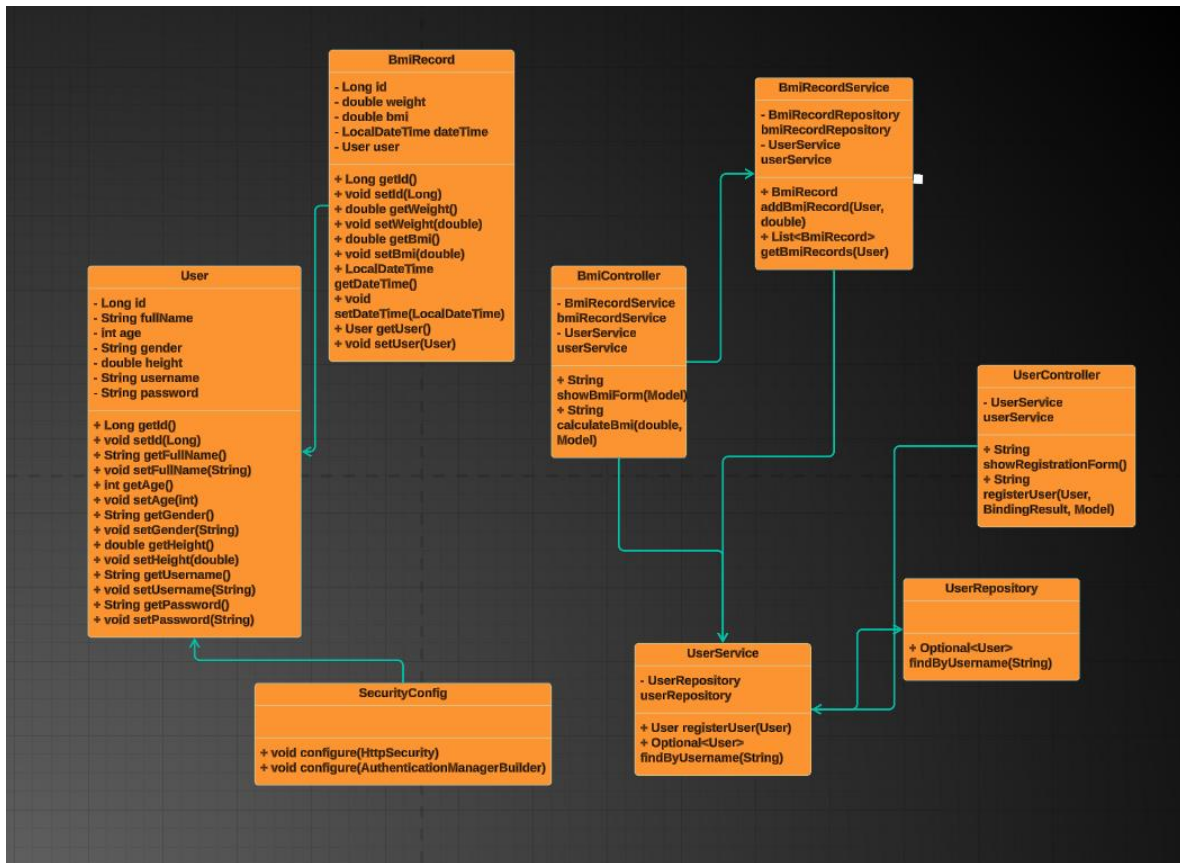 BmiRecord
- Long id
- double weight
- double bmi
- LocalDateTime dateTime
- User user
+ Long getId()
+ void setId(Long)
+ double getWeight()
+ void setWeight(double)
+ double getBmi()
+ void setBmi(double)
+ LocalDateTime
getDateTime()
+ void
setDateTime(LocalDateTime)
+ User getUser()
+ void setUser(User)
BmiRecordService
- BmiRecordRepository
bmiRecordRepository
- UserService
userService
+ BmiRecord
addBmiRecord(User,
double)
+ List<BmiRecord>
getBmiRecords(User)
User
- Long id
- String fullName
- int age
- String gender
- double height
- String username
- String password
+ Long getId()
+ void setId(Long)
+ String getFullName()
+ void setFullName(String)
+ int getAge()
+ void setAge(int)
+ String getGender()
+ void setGender(String)
+ double getHeight()
+ void setHeight(double)
+ String getUsername()
+ void setUsername(String)
+ String getPassword()
+ void setPassword(String)
BmiController
- BmiRecordService
bmiRecordService
- UserService
userService
+ String
showBmiForm(Model)
+ String
calculateBmi(double,
Model)
UserController
- UserService
userService
+ String
showRegistrationForm()
+ String
registerUser(User,
BindingResult, Model)
UserRepository
+ Optional<User>
findByUsername(String)
UserService
- UserRepository
userRepository
+ User registerUser(User)
+ Optional<User>
findByUsername(String)
SecurityConfig
+ void configure(HttpSecurity)
+ void configure(AuthenticationManagerBuilder)